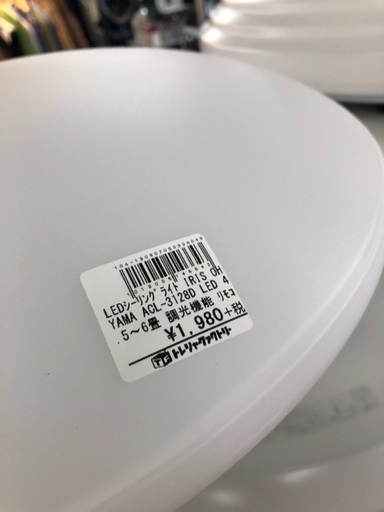 LEDシーリング ライト IRIS OH
YAMA ACL-3128D LED 4
.5～6畳 調光機能 リモコ
¥1,980+税
トレジャーファクトリー